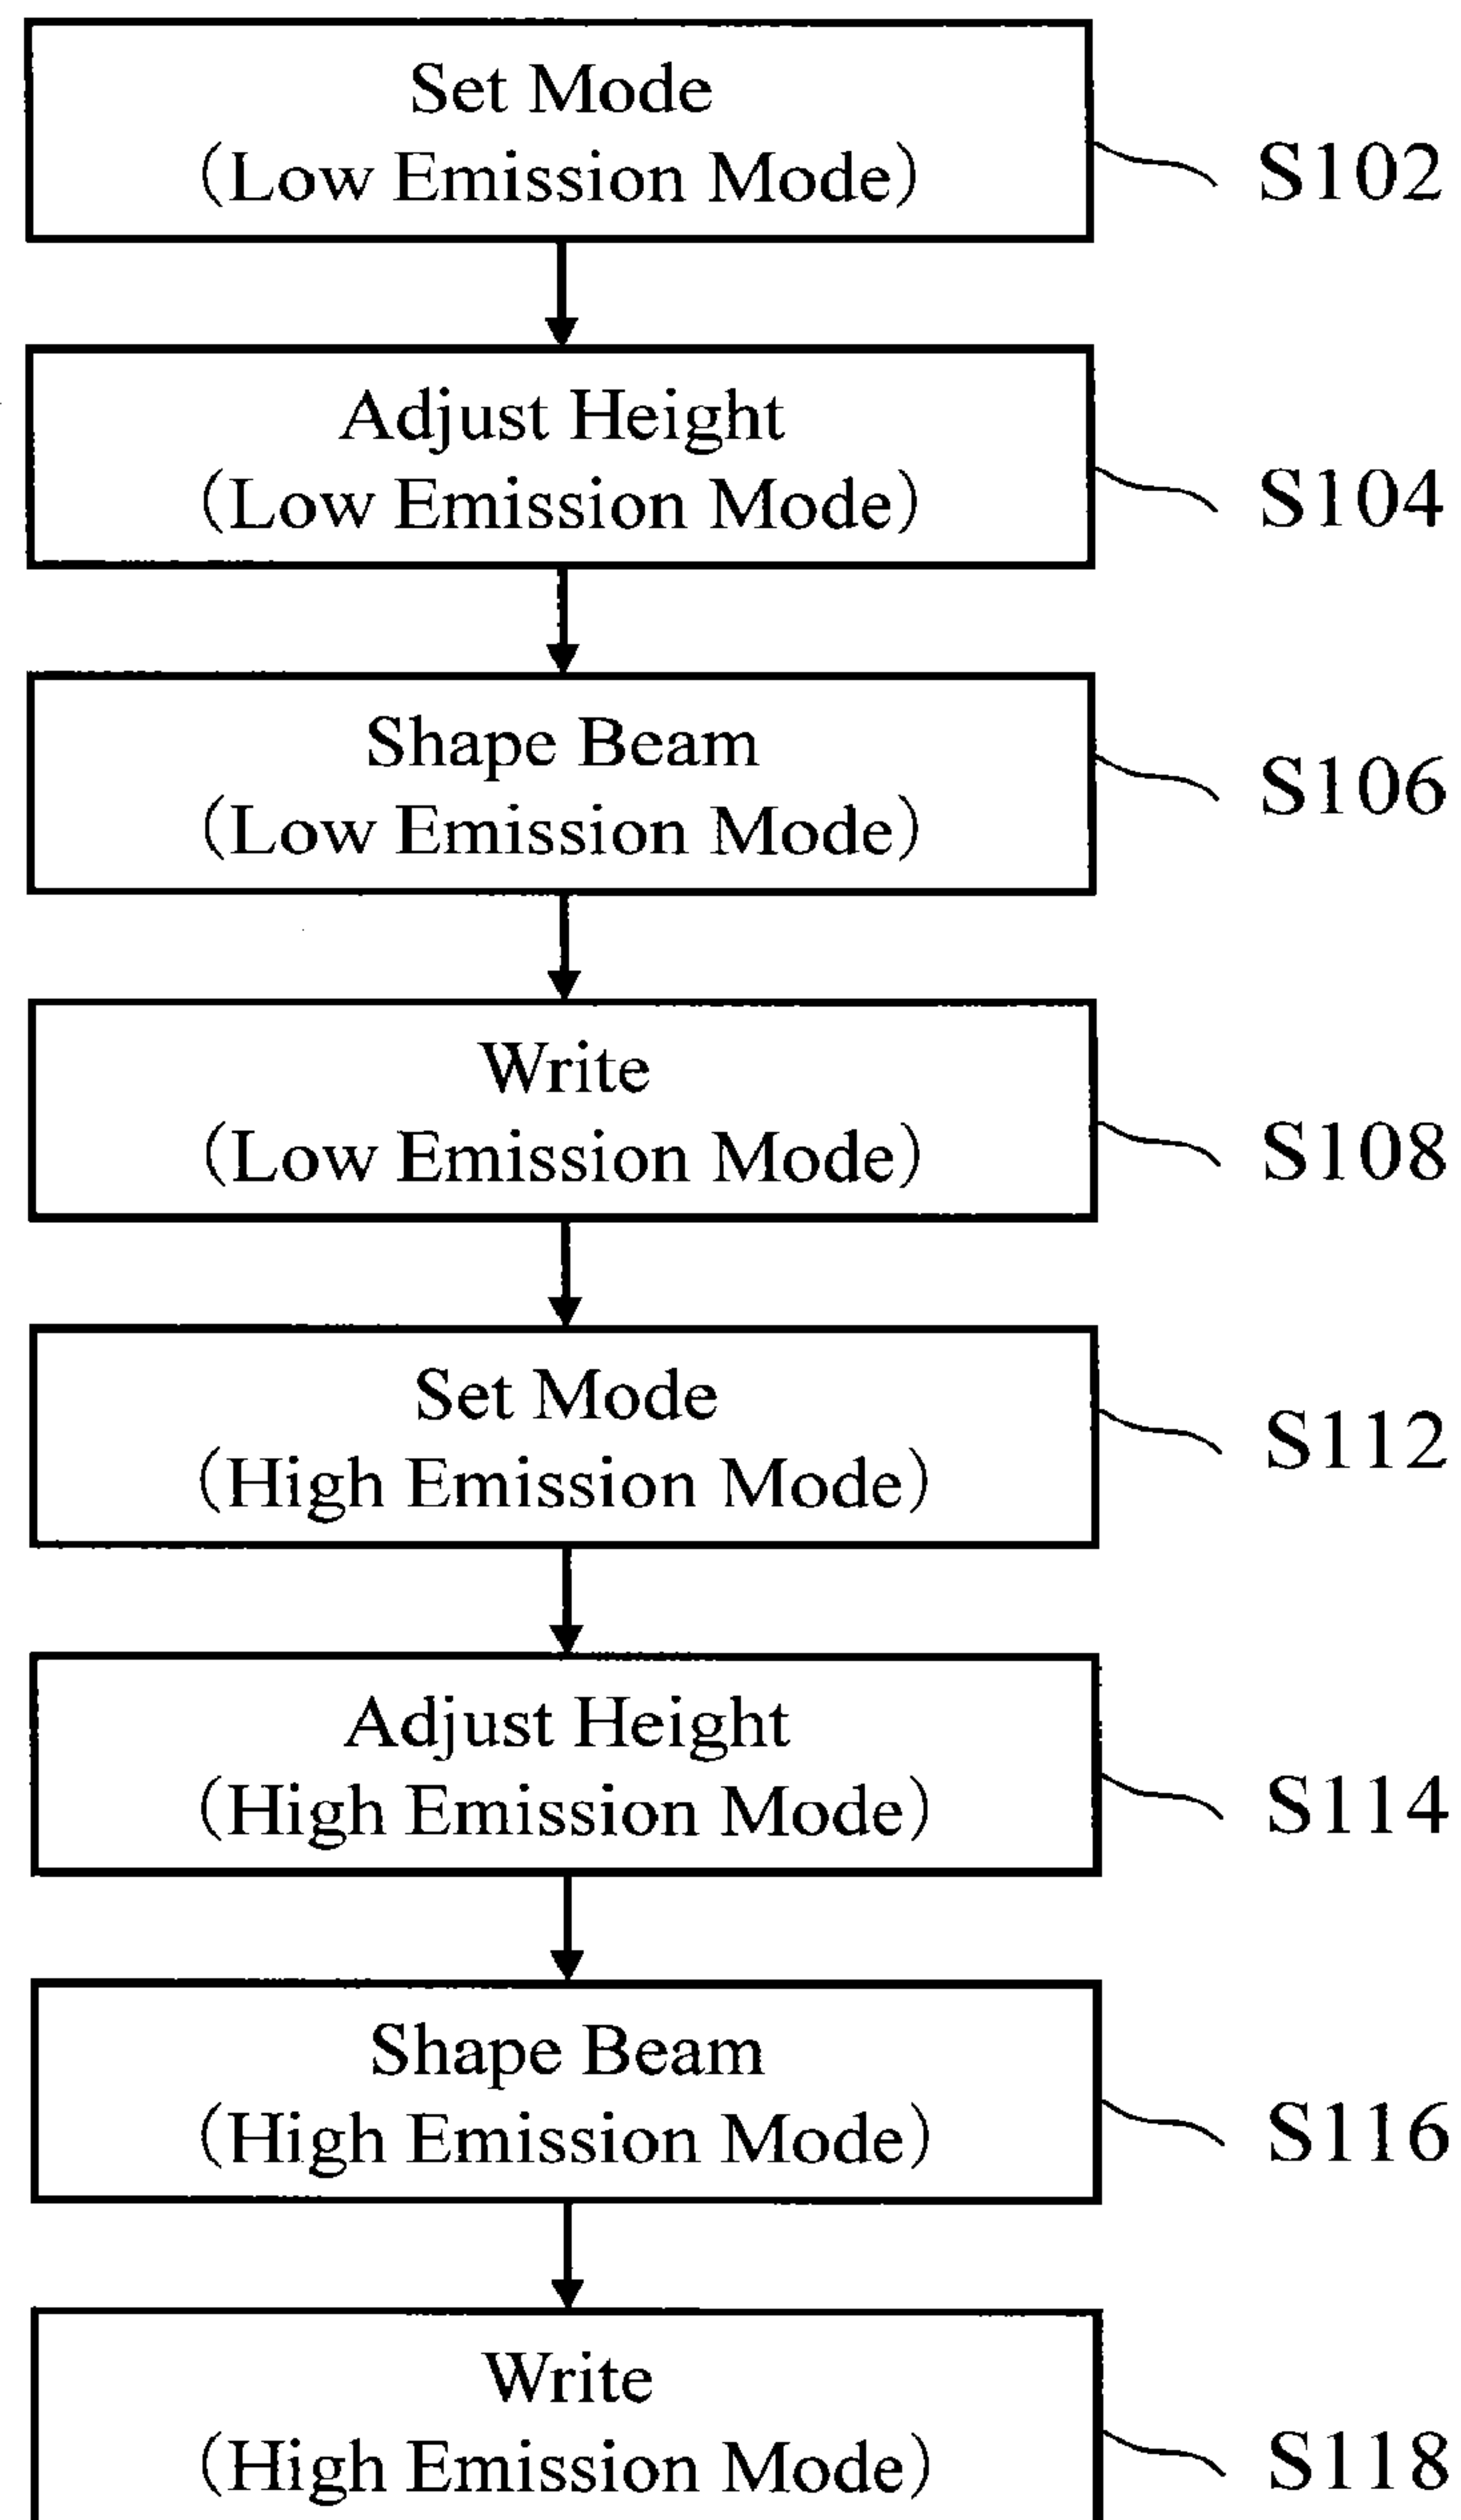 Set Mode
(Low Emission Mode)
S102
Adjust Height
(Low Emission Mode)
S104
Shape Beam
(Low Emission Mode)
S106
Write
(Low Emission Mode)
S108
Set Mode
(High Emission Mode)
S112
Adjust Height
(High Emission Mode)
S114
Shape Beam
(High Emission Mode)
S116
Write
(High Emission Mode)
S118